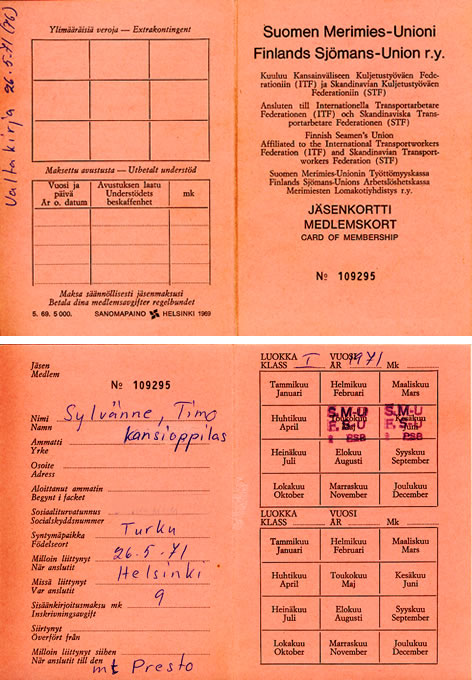 Valtakirja 26.5.71 (76)
Ylimääräisiä veroja — Extrakontingent
Maksettu avustusta — Utbetalt understöd
Vuosi ja päivä År o. datum
Avustuksen laatu Understödets beskaffenhet
mk
Maksa säännöllisesti jäsenmaksusi
Betala dina medlemsavgifter regelbundet
5. 69. 5 000. SANOMAPAINO HELSINKI 1969
Suomen Merimies-Unioni
Finlands Sjömans-Union r.y.
Kuuluu Kansainväliseen Kuljetustyöväen Fede-
rationiin (ITF) ja Skandinavian Kuljetustyöväen
Federationiin (STF)
Ansluten till Internationella Transportarbetare
Federationen (ITF) och Skandinaviska Trans-
portarbetare Federationen (STF)
Finnish Seamen's Union
Affiliated to the International Transportworkers
Federation (ITF) and Skandinavian Transport-
workers Federation (STF)
Suomen Merimies-Unionin Työttömyyskassa
Finlands Sjömans-Unions Arbetslöshetskassa
Merimiesten Lomakotiyhdistys r.y.
JÄSENKORTTI
MEDLEMSKORT
CARD OF MEMBERSHIP
№ 109295
Jäsen
Medlem
№ 109295
Nimi
Namn
Sylvänne, Timo
Ammatti
Yrke
kansioppilas
Osoite
Adress
Aloittanut ammatin
Begynt i facket
Sosiaaliturvatunnus
Socialskyddsnummer
Syntymäpaikka
Födelseort
Turku
Milloin liittynyt
När anslutit
26.5.71
Missä liittynyt
Var anslutit
Helsinki
Sisäänkirjoitusmaksu mk
Inskrivningsavgift
9
Siirtynyt
Överfört från
Milloin liittynyt siihen
När anslutit till den
mt Presto
LUOKKA KLASS I VUOSI ÅR 1971 Mk
Tammikuu Januari
Helmikuu Februari
Maaliskuu Mars
Huhtikuu April
Toukokuu Maj
Kesäkuu Juni
S.M-U
F.S-U
PSB
S.M-U
F.S-U
PSB
Heinäkuu Juli
Elokuu Augusti
Syyskuu September
Lokakuu Oktober
Marraskuu November
Joulukuu December
LUOKKA KLASS VUOSI ÅR Mk
Tammikuu Januari
Helmikuu Februari
Maaliskuu Mars
Huhtikuu April
Toukokuu Maj
Kesäkuu Juni
Heinäkuu Juli
Elokuu Augusti
Syyskuu September
Lokakuu Oktober
Marraskuu November
Joulukuu December